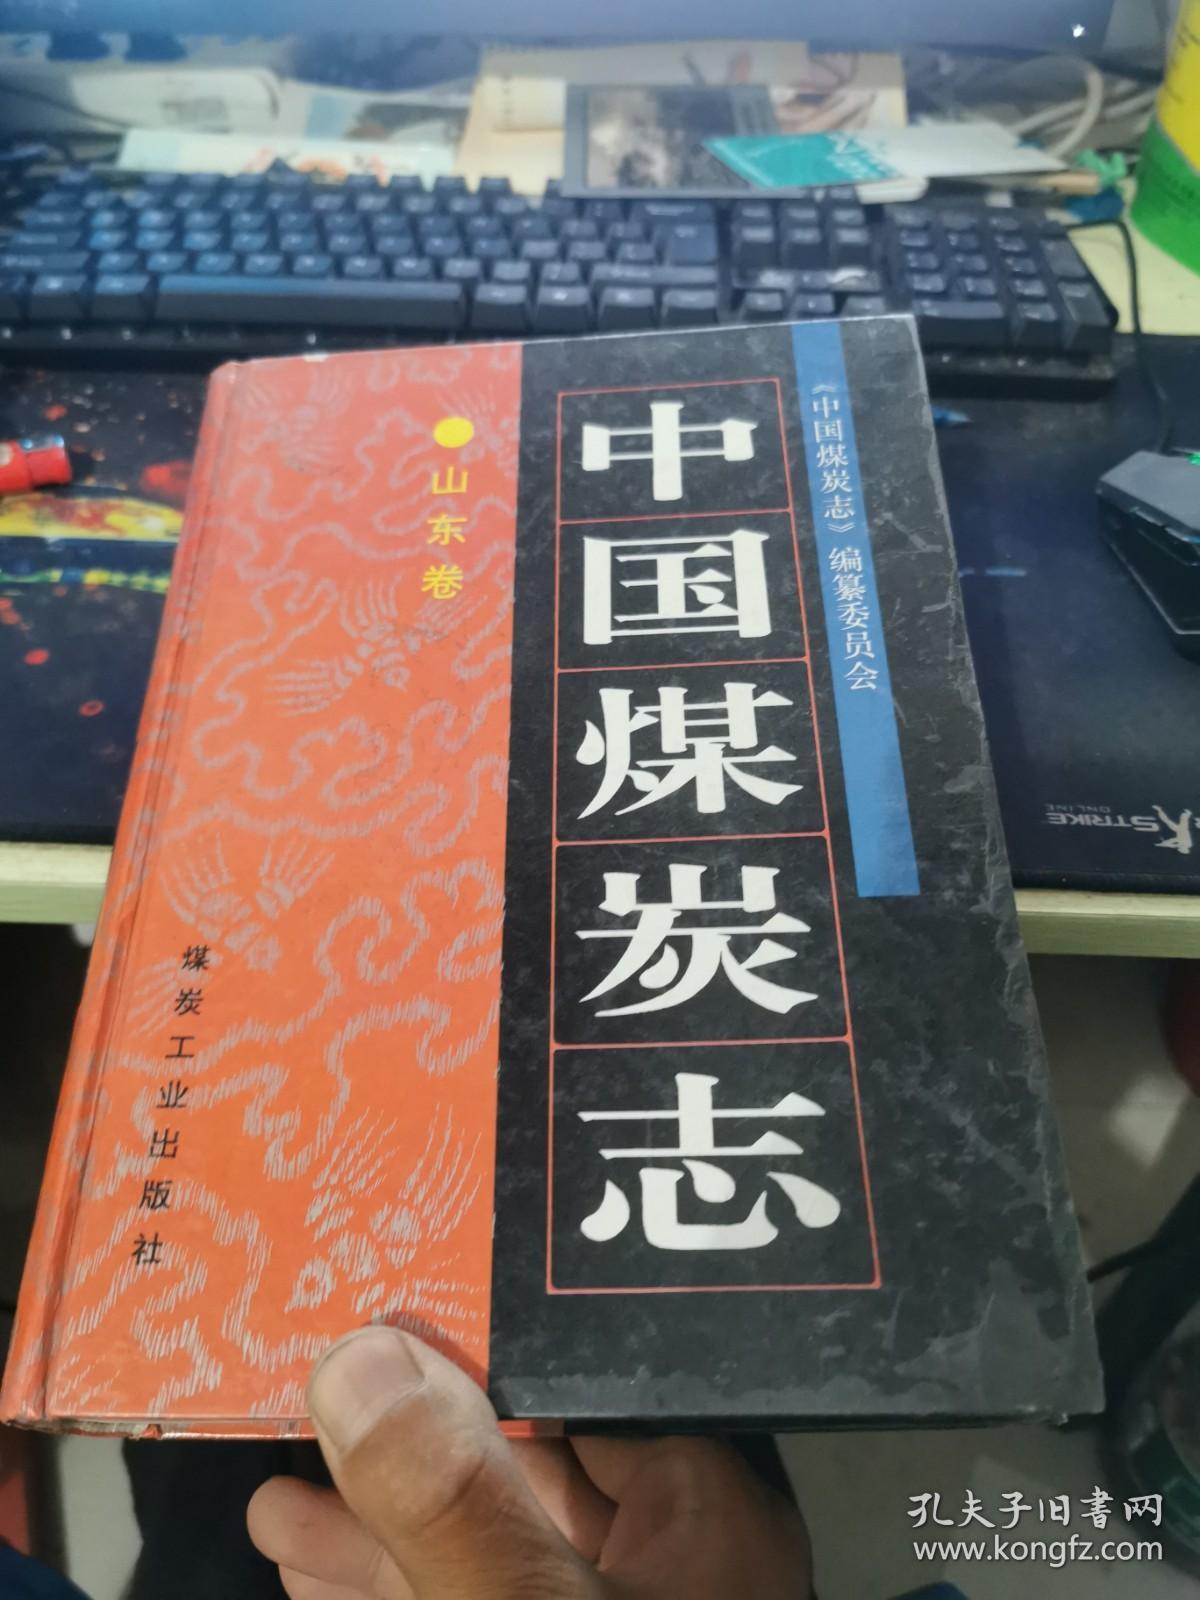 《中国煤炭志》编纂委员会
中国煤炭志
山东卷
煤炭工业出版社
STRIKE
ONLINE
孔夫子旧书网
www.kongfz.com